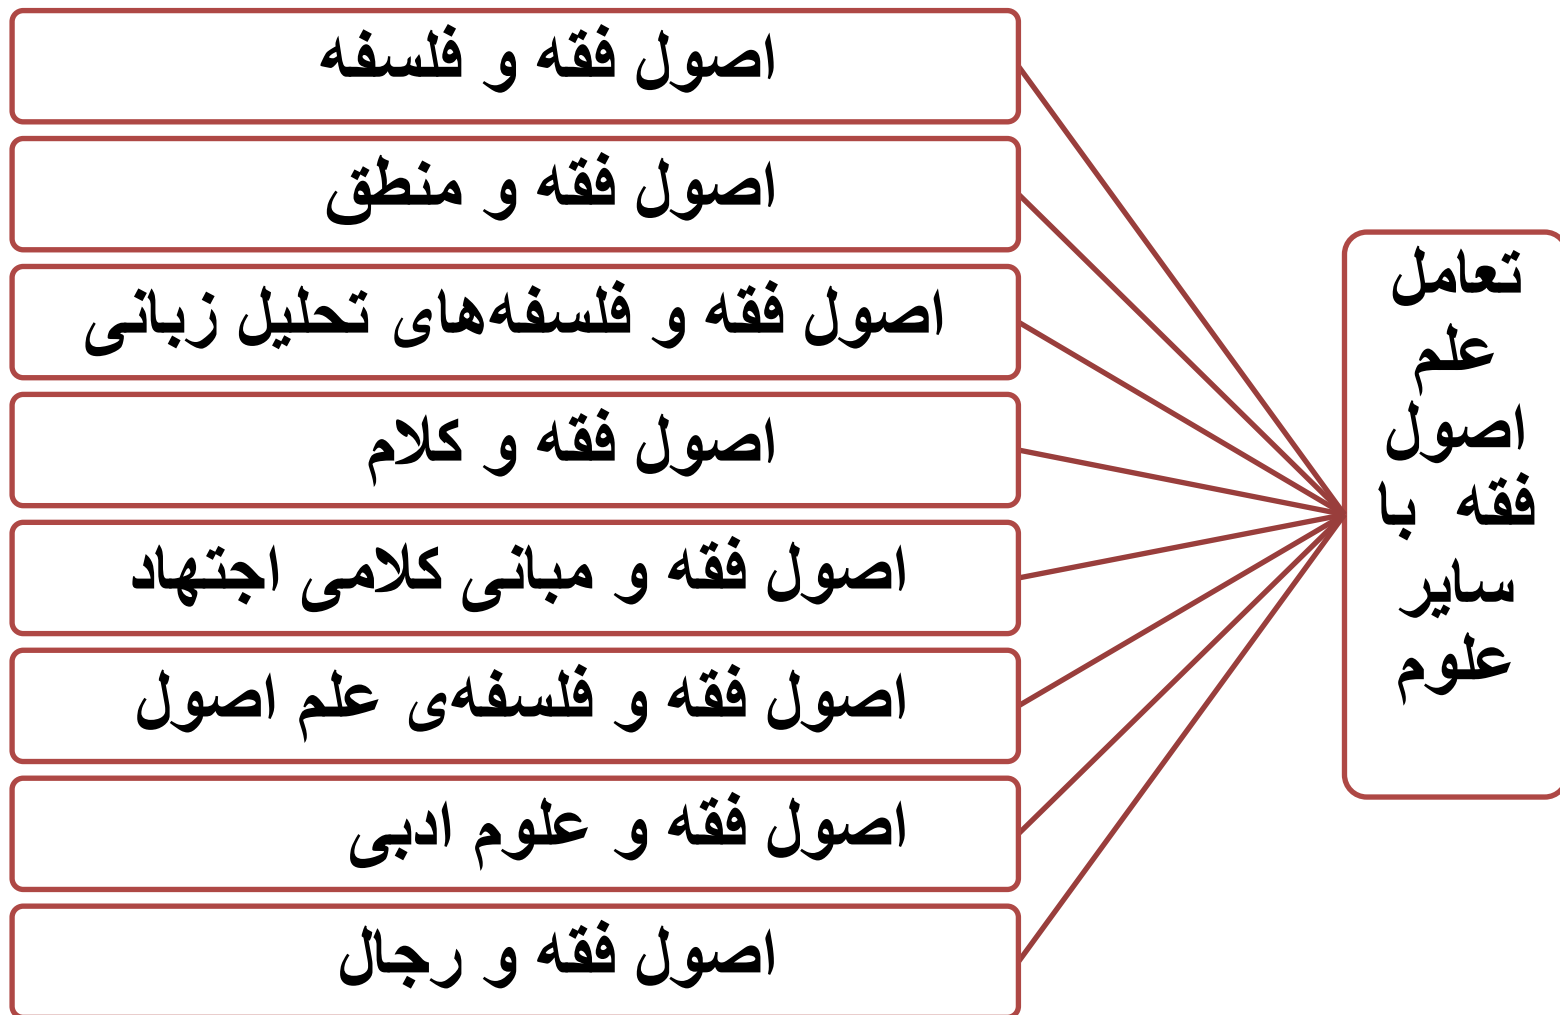 تعامل
علم
اصول
فقه با
سایر
علوم
اصول فقه و فلسفه
اصول فقه و منطق
اصول فقه و فلسفه‌های تحلیل زبانی
اصول فقه و کلام
اصول فقه و مبانی کلامی اجتهاد
اصول فقه و فلسفه‌ی علم اصول
اصول فقه و علوم ادبی
اصول فقه و رجال